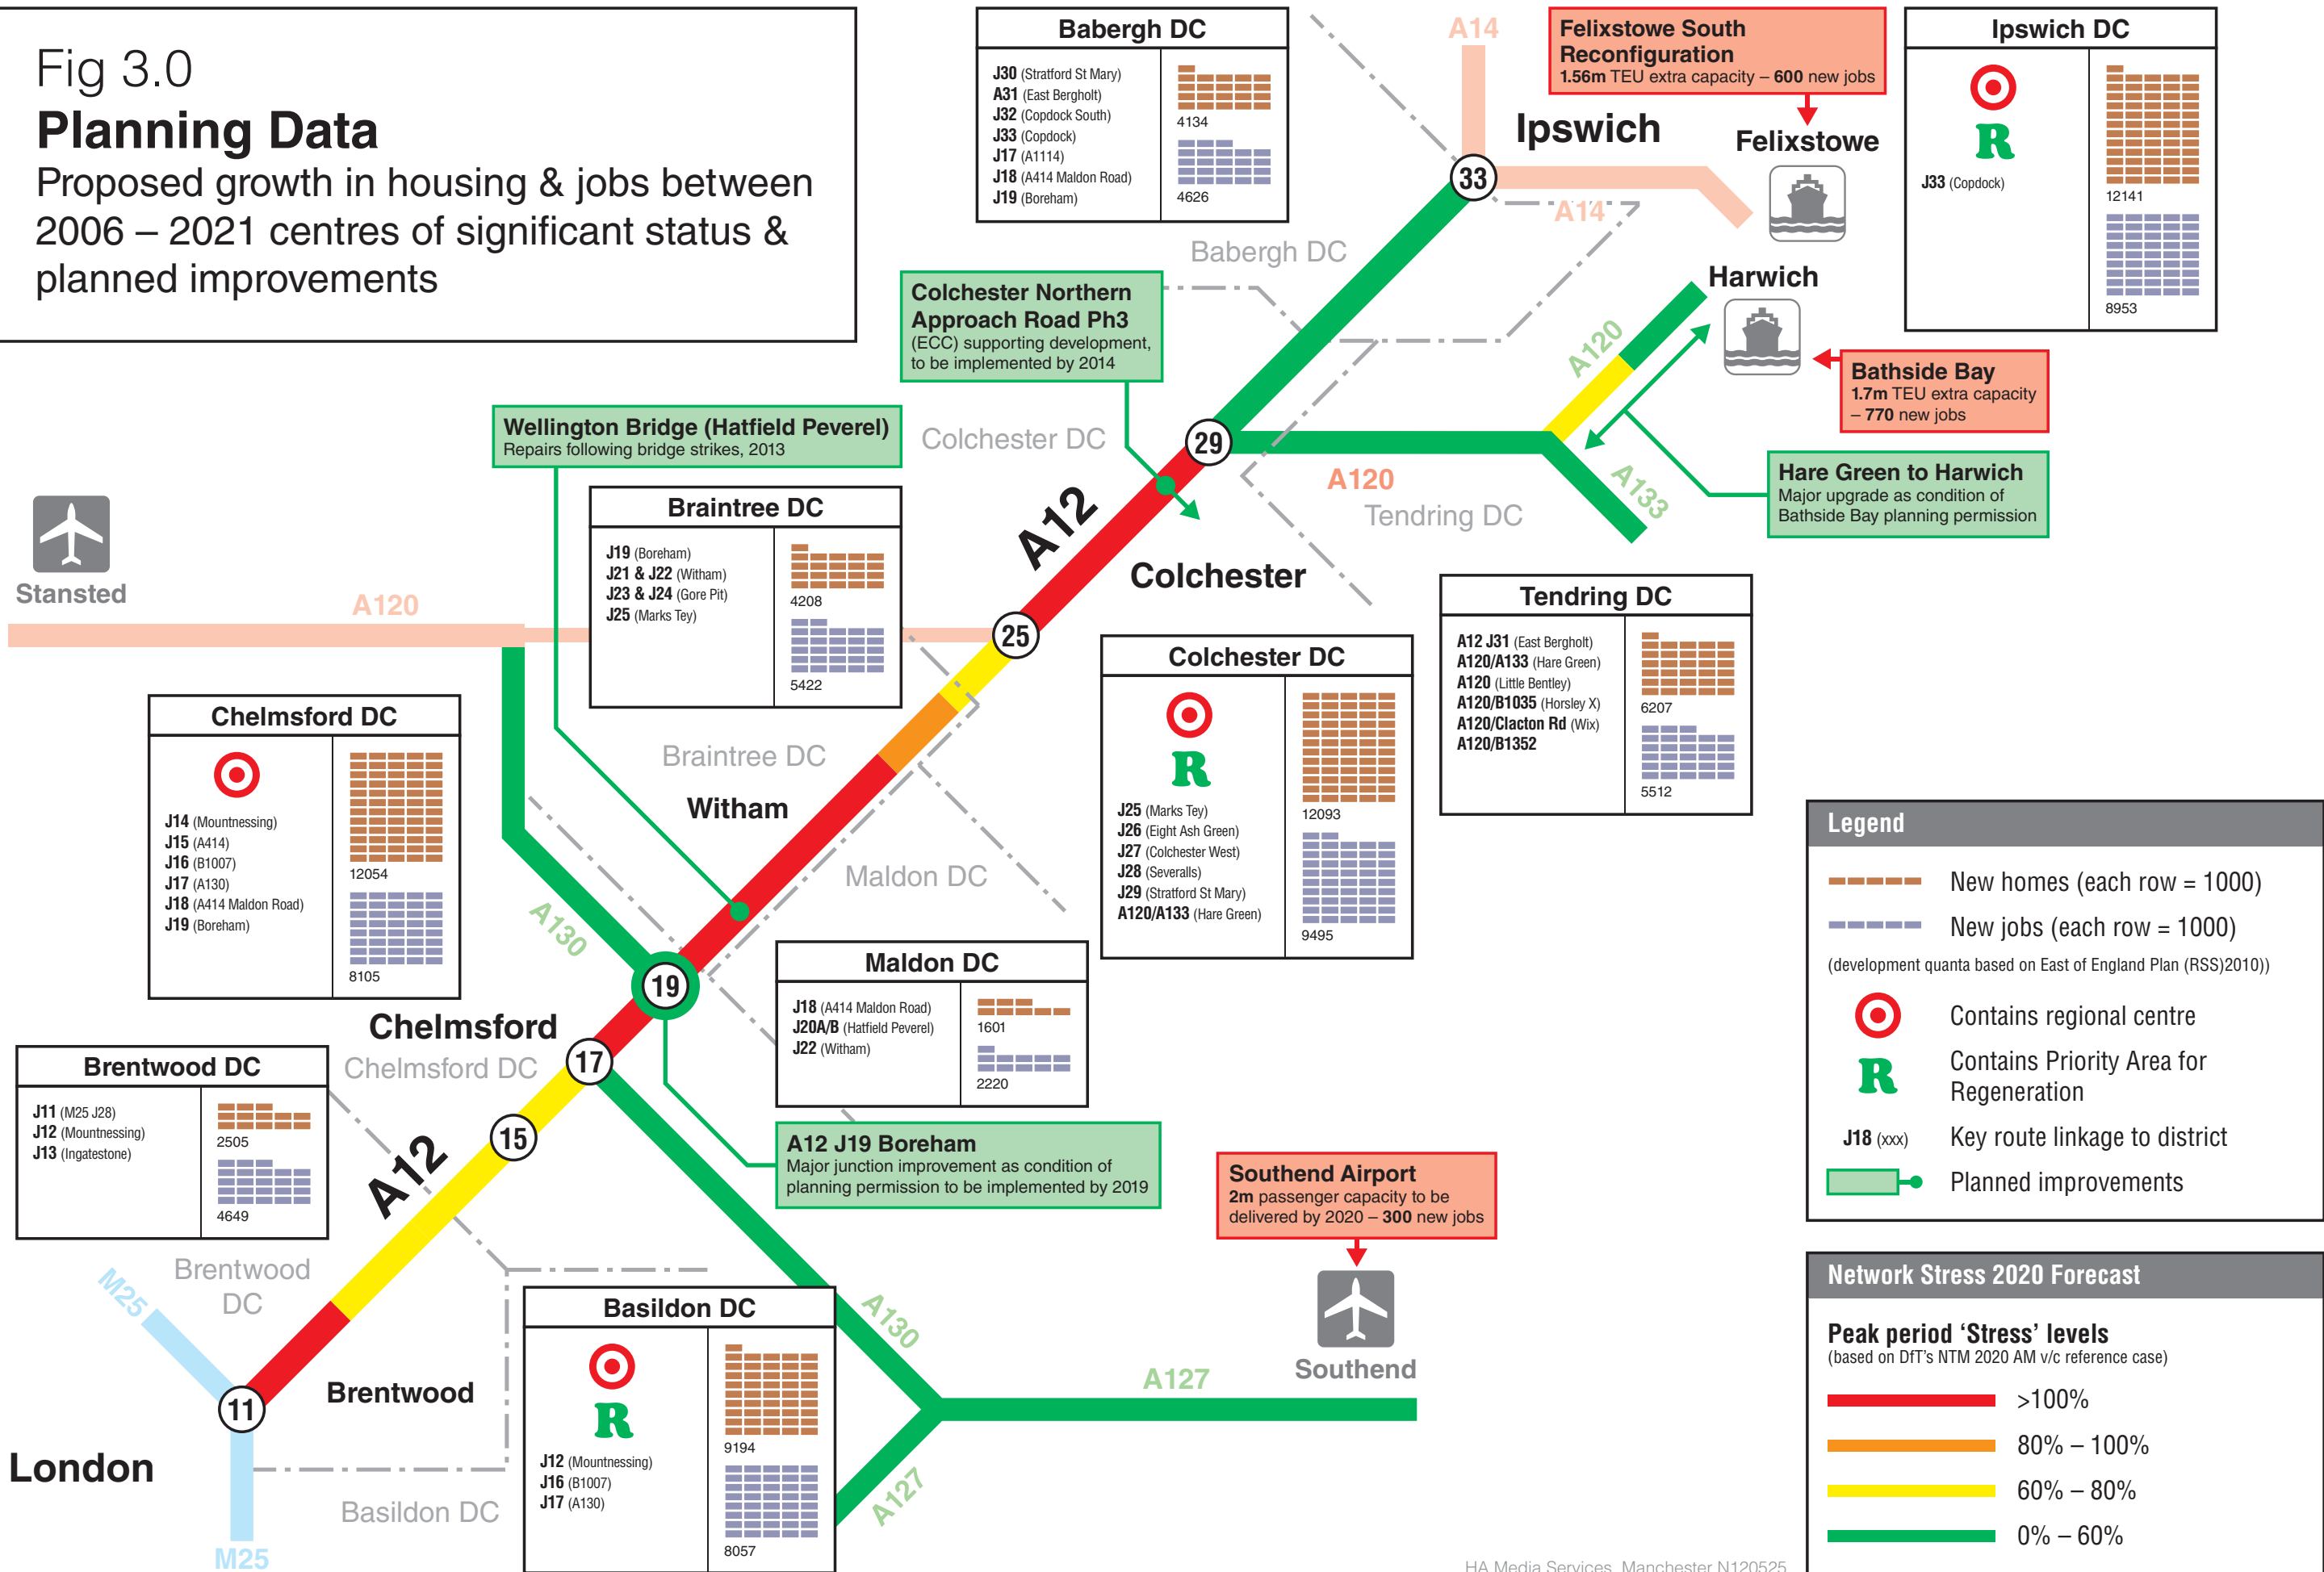 Fig 3.0
Planning Data
Proposed growth in housing & jobs between
2006 – 2021 centres of significant status &
planned improvements
Babergh DC
J30 (Stratford St Mary)
A31 (East Bergholt)
J32 (Copdock South)
J33 (Copdock)
J17 (A1114)
J18 (A414 Maldon Road)
J19 (Boreham)
4134
4626
A14
Felixstowe South
Reconfiguration
1.56m TEU extra capacity – 600 new jobs
Ipswich DC
J33 (Copdock)
12141
8953
Ipswich
Felixstowe
33
A14
Babergh DC
Harwich
Colchester Northern
Approach Road Ph3
(ECC) supporting development,
to be implemented by 2014
A120
Bathside Bay
1.7m TEU extra capacity
– 770 new jobs
Wellington Bridge (Hatfield Peverel)
Repairs following bridge strikes, 2013
Colchester DC
29
A120
A133
Hare Green to Harwich
Major upgrade as condition of
Bathside Bay planning permission
Tendring DC
A12
Colchester
Stansted
A120
Braintree DC
J19 (Boreham)
J21 & J22 (Witham)
J23 & J24 (Gore Pit)
J25 (Marks Tey)
4208
5422
25
Tendring DC
A12 J31 (East Bergholt)
A120/A133 (Hare Green)
A120 (Little Bentley)
A120/B1035 (Horsley X)
A120/Clacton Rd (Wix)
A120/B1352
6207
5512
Colchester DC
J25 (Marks Tey)
J26 (Eight Ash Green)
J27 (Colchester West)
J28 (Severalls)
J29 (Stratford St Mary)
A120/A133 (Hare Green)
12093
9495
Chelmsford DC
J14 (Mountnessing)
J15 (A414)
J16 (B1007)
J17 (A130)
J18 (A414 Maldon Road)
J19 (Boreham)
12054
8105
Braintree DC
Witham
Maldon DC
A130
19
Maldon DC
J18 (A414 Maldon Road)
J20A/B (Hatfield Peverel)
J22 (Witham)
1601
2220
Chelmsford
Chelmsford DC
17
Brentwood DC
J11 (M25 J28)
J12 (Mountnessing)
J13 (Ingatestone)
2505
4649
15
A12
A12 J19 Boreham
Major junction improvement as condition of
planning permission to be implemented by 2019
Southend Airport
2m passenger capacity to be
delivered by 2020 – 300 new jobs
Southend
Brentwood
DC
M25
11
Brentwood
London
M25
Basildon DC
Basildon DC
J12 (Mountnessing)
J16 (B1007)
J17 (A130)
9194
8057
A130
A127
A127
Legend
New homes (each row = 1000)
New jobs (each row = 1000)
(development quanta based on East of England Plan (RSS)2010))
Contains regional centre
R
Contains Priority Area for
Regeneration
J18 (xxx)
Key route linkage to district
Planned improvements
Network Stress 2020 Forecast
Peak period ‘Stress’ levels
(based on DfT’s NTM 2020 AM v/c reference case)
>100%
80% – 100%
60% – 80%
0% – 60%
HA Media Services, Manchester N120525
R
R
R